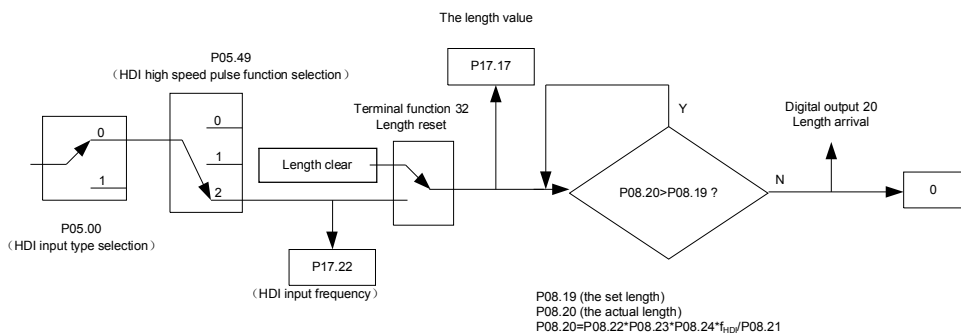 The length value
P05.49
（HDI high speed pulse function selection）
P17.17
Terminal function 32
Length reset
Y
Digital output 20
Length arrival
0
0
1
Length clear
1
2
P08.20>P08.19 ?
N
0
P05.00
（HDI input type selection）
P17.22
（HDI input frequency）
P08.19 (the set length)
P08.20 (the actual length)
P08.20=P08.22*P08.23*P08.24*fHDI/P08.21